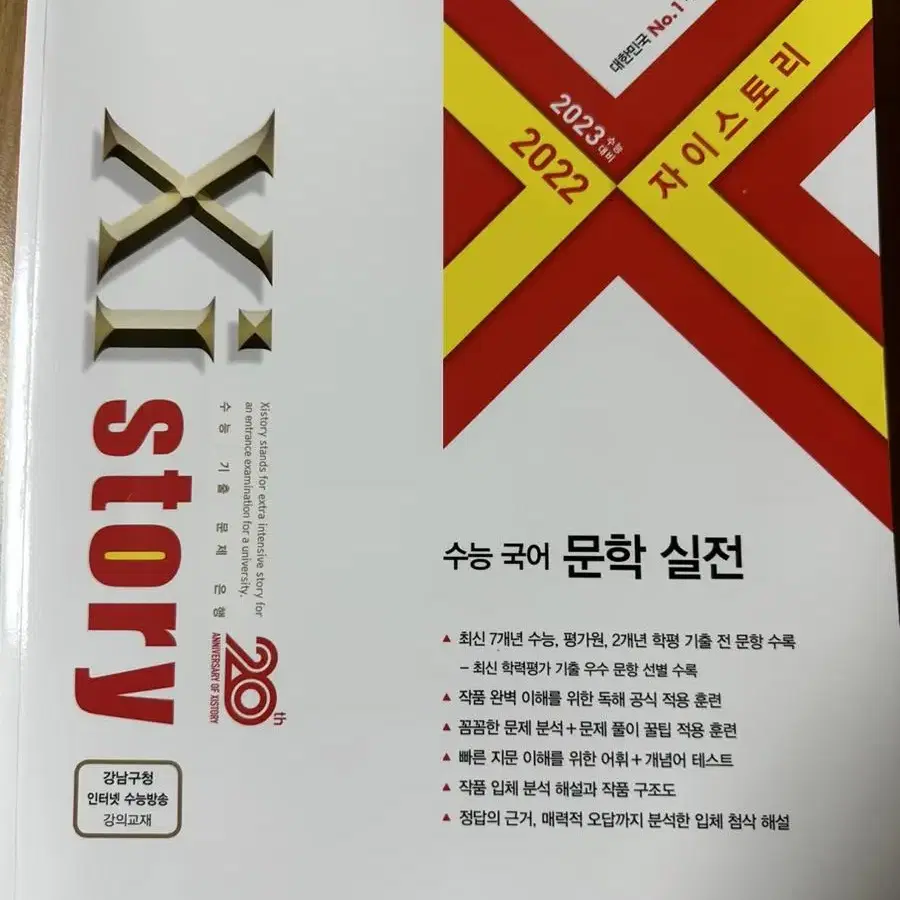 Xi story
Xistory stands for extra intensive story for
an entrance examination for a university.
수능 기출 문제 은행
20th
ANNIVERSARY OF XISTORY
강남구청
인터넷 수능방송
강의교재
대한민국 No.1
2023 수능 대비
2022
자이스토리
수능 국어 문학 실전
▲ 최신 7개년 수능, 평가원, 2개년 학평 기출 전 문항 수록
– 최신 학력평가 기출 우수 문항 선별 수록
▲ 작품 완벽 이해를 위한 독해 공식 적용 훈련
▲ 꼼꼼한 문제 분석+문제 풀이 꿀팁 적용 훈련
▲ 빠른 지문 이해를 위한 어휘+개념어 테스트
▲ 작품 입체 분석 해설과 작품 구조도
▲ 정답의 근거, 매력적 오답까지 분석한 입체 첨삭 해설